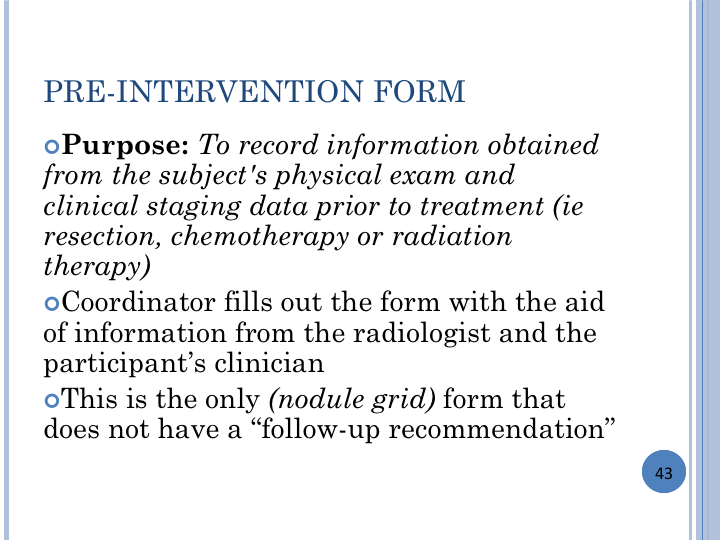 PRE-INTERVENTION FORM
Purpose: To record information obtained
from the subject's physical exam and
clinical staging data prior to treatment (ie
resection, chemotherapy or radiation
therapy)
Coordinator fills out the form with the aid
of information from the radiologist and the
participant’s clinician
This is the only (nodule grid) form that
does not have a “follow-up recommendation”
43